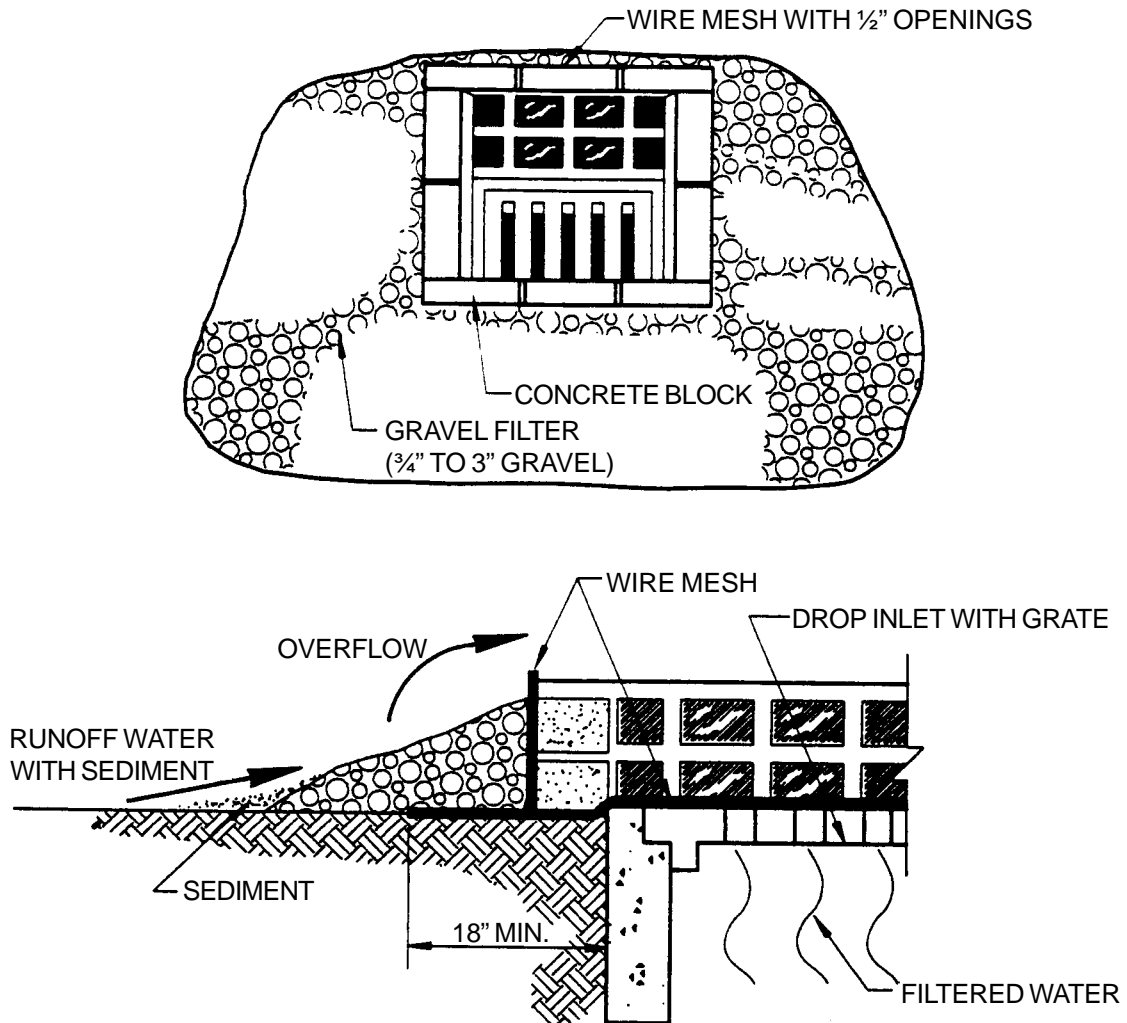 WIRE MESH WITH ½” OPENINGS
CONCRETE BLOCK
GRAVEL FILTER
(¾” TO 3” GRAVEL)
WIRE MESH
DROP INLET WITH GRATE
OVERFLOW
RUNOFF WATER
WITH SEDIMENT
SEDIMENT
18” MIN.
FILTERED WATER